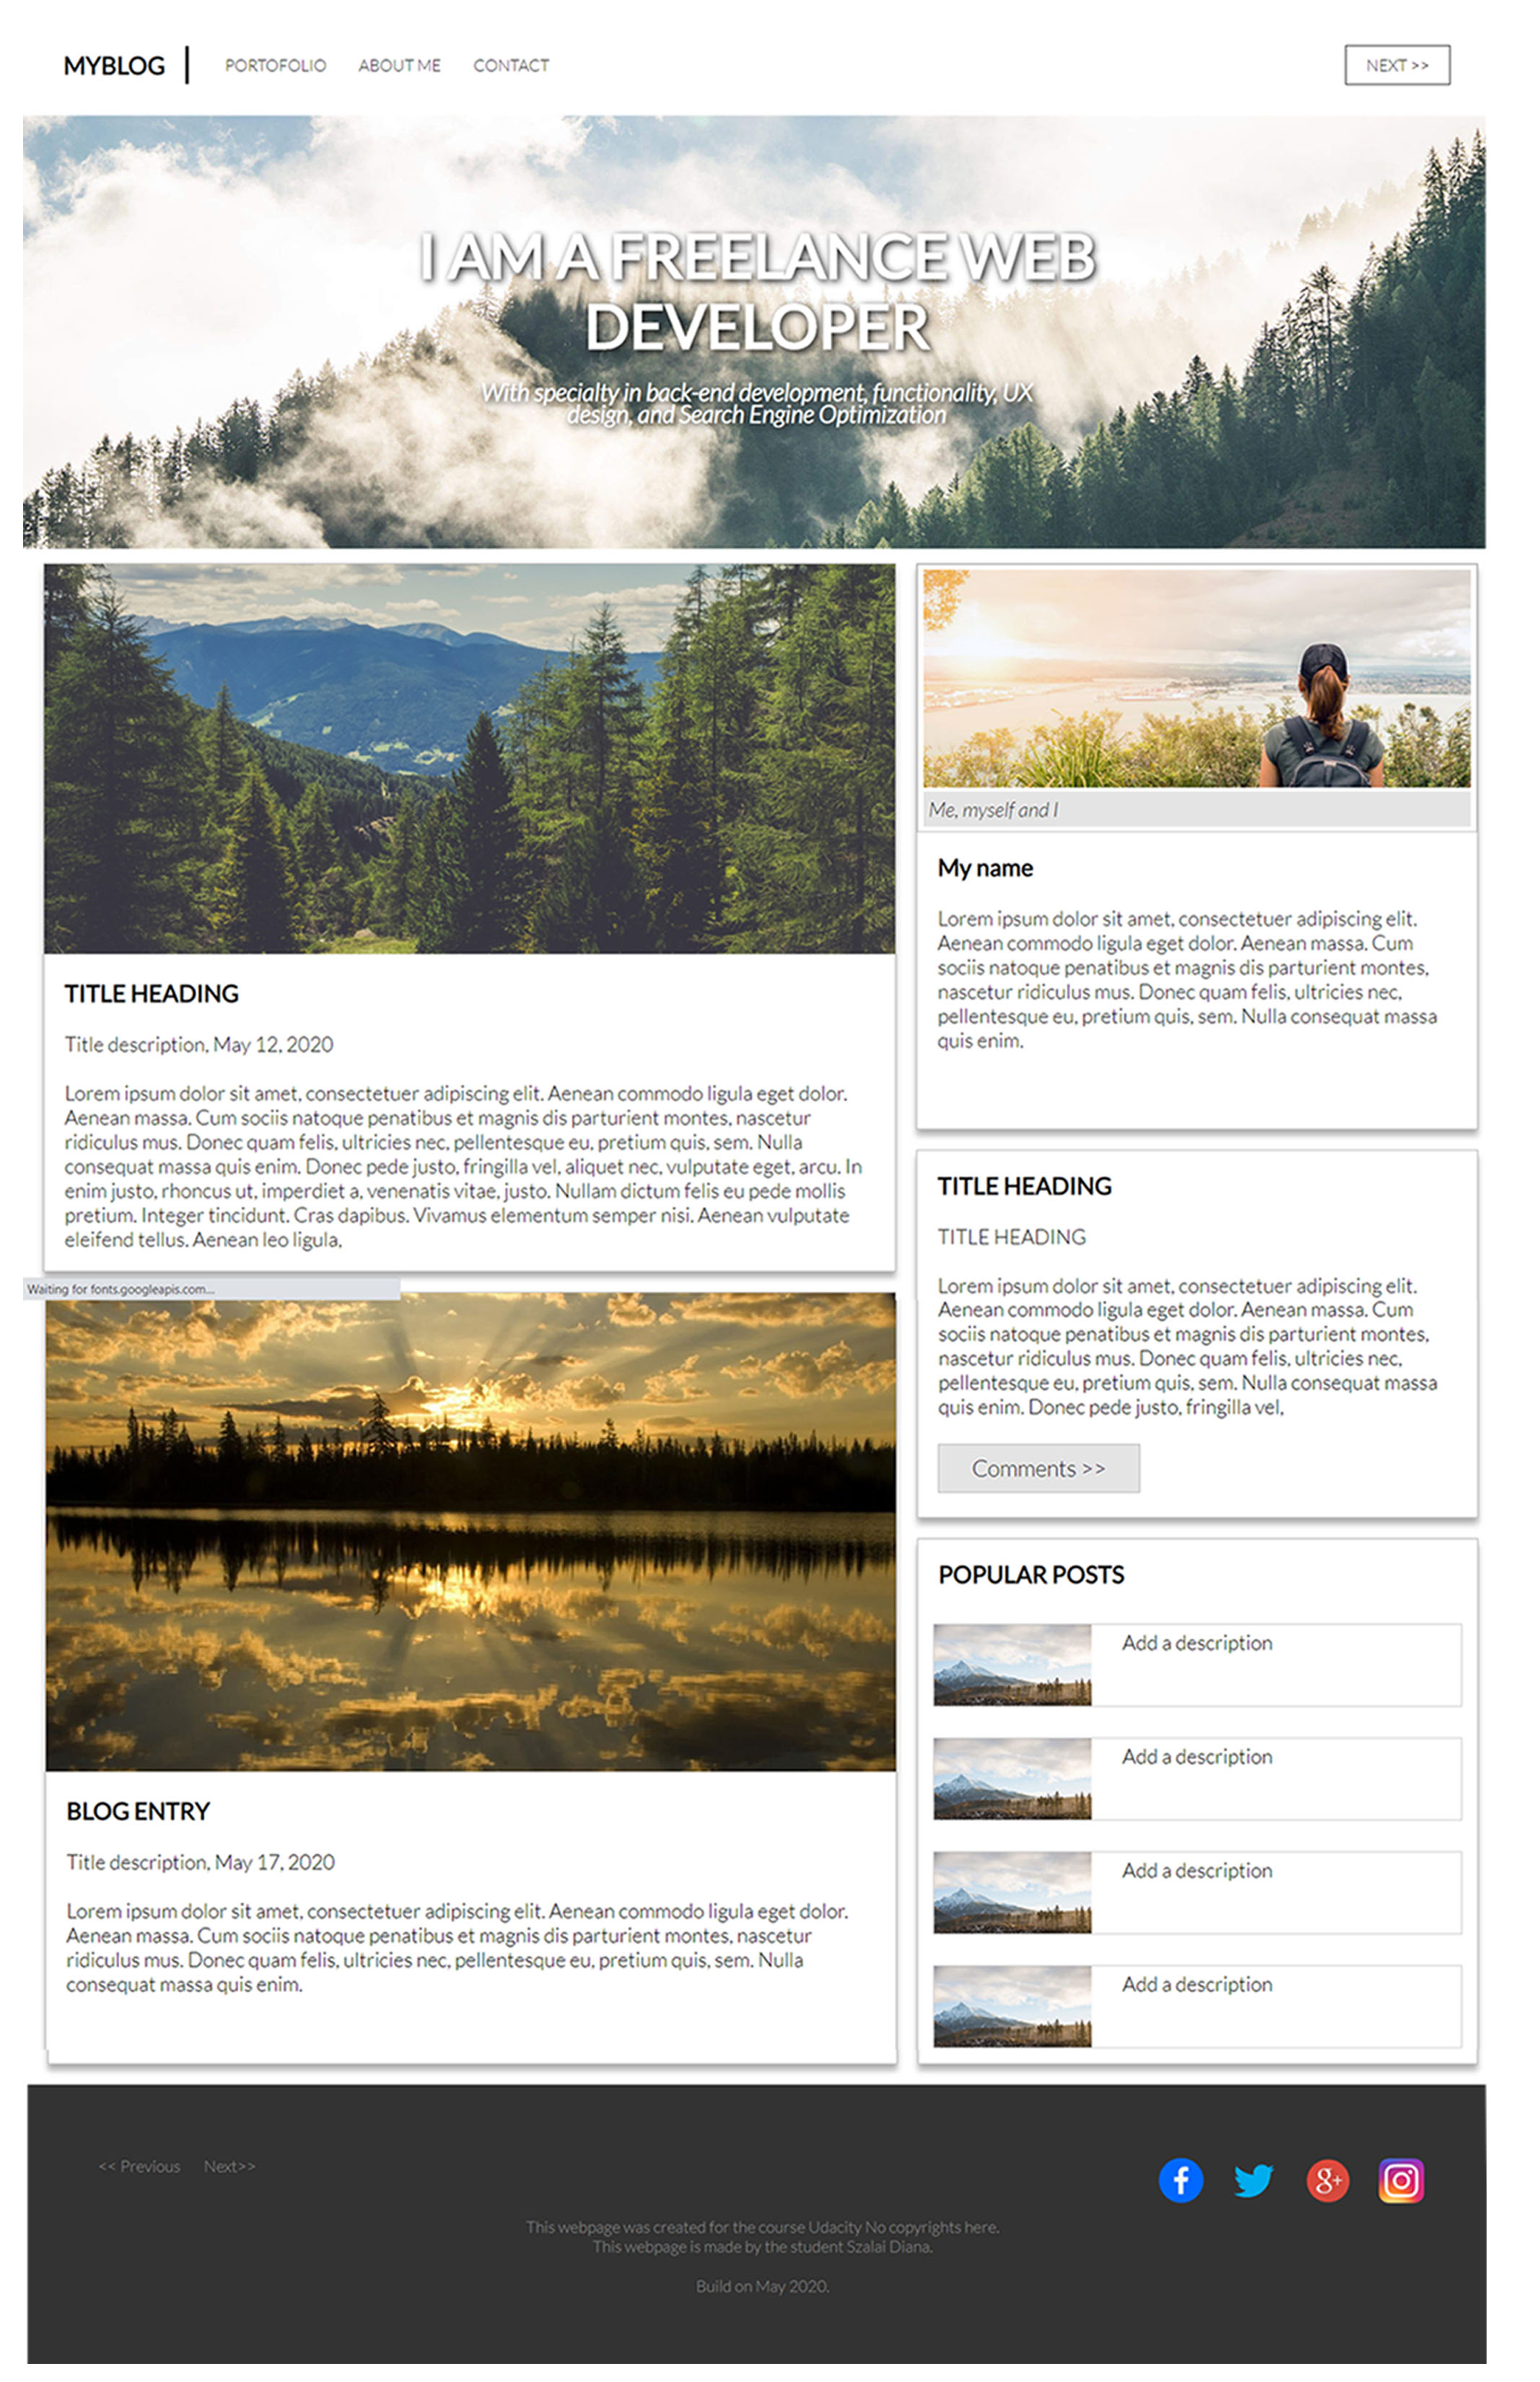 MYBLOG
PORTOFOLIO ABOUT ME CONTACT
NEXT >>
I AM A FREELANCE WEB
DEVELOPER
With specialty in back-end development, functionality, UX
design, and Search Engine Optimization
TITLE HEADING
Title description, May 12, 2020
Lorem ipsum dolor sit amet, consectetuer adipiscing elit. Aenean commodo ligula eget dolor.
Aenean massa. Cum sociis natoque penatibus et magnis dis parturient montes, nascetur
ridiculus mus. Donec quam felis, ultricies nec, pellentesque eu, pretium quis, sem. Nulla
consequat massa quis enim. Donec pede justo, fringilla vel, aliquet nec, vulputate eget, arcu. In
enim justo, rhoncus ut, imperdiet a, venenatis vitae, justo. Nullam dictum felis eu pede mollis
pretium. Integer tincidunt. Cras dapibus. Vivamus elementum semper nisi. Aenean vulputate
eleifend tellus. Aenean leo ligula,
Waiting for fonts.googleapis.com...
BLOG ENTRY
Title description, May 17, 2020
Lorem ipsum dolor sit amet, consectetuer adipiscing elit. Aenean commodo ligula eget dolor.
Aenean massa. Cum sociis natoque penatibus et magnis dis parturient montes, nascetur
ridiculus mus. Donec quam felis, ultricies nec, pellentesque eu, pretium quis, sem. Nulla
consequat massa quis enim.
Me, myself and I
My name
Lorem ipsum dolor sit amet, consectetuer adipiscing elit.
Aenean commodo ligula eget dolor. Aenean massa. Cum
sociis natoque penatibus et magnis dis parturient montes,
nascetur ridiculus mus. Donec quam felis, ultricies nec,
pellentesque eu, pretium quis, sem. Nulla consequat massa
quis enim.
TITLE HEADING
TITLE HEADING
Lorem ipsum dolor sit amet, consectetuer adipiscing elit.
Aenean commodo ligula eget dolor. Aenean massa. Cum
sociis natoque penatibus et magnis dis parturient montes,
nascetur ridiculus mus. Donec quam felis, ultricies nec,
pellentesque eu, pretium quis, sem. Nulla consequat massa
quis enim. Donec pede justo, fringilla vel,
Comments >>
POPULAR POSTS
Add a description
Add a description
Add a description
Add a description
<< Previous Next>>
f
g+
This webpage was created for the course Udacity No copyrights here.
This webpage is made by the student Szalai Diana.
Build on May 2020.